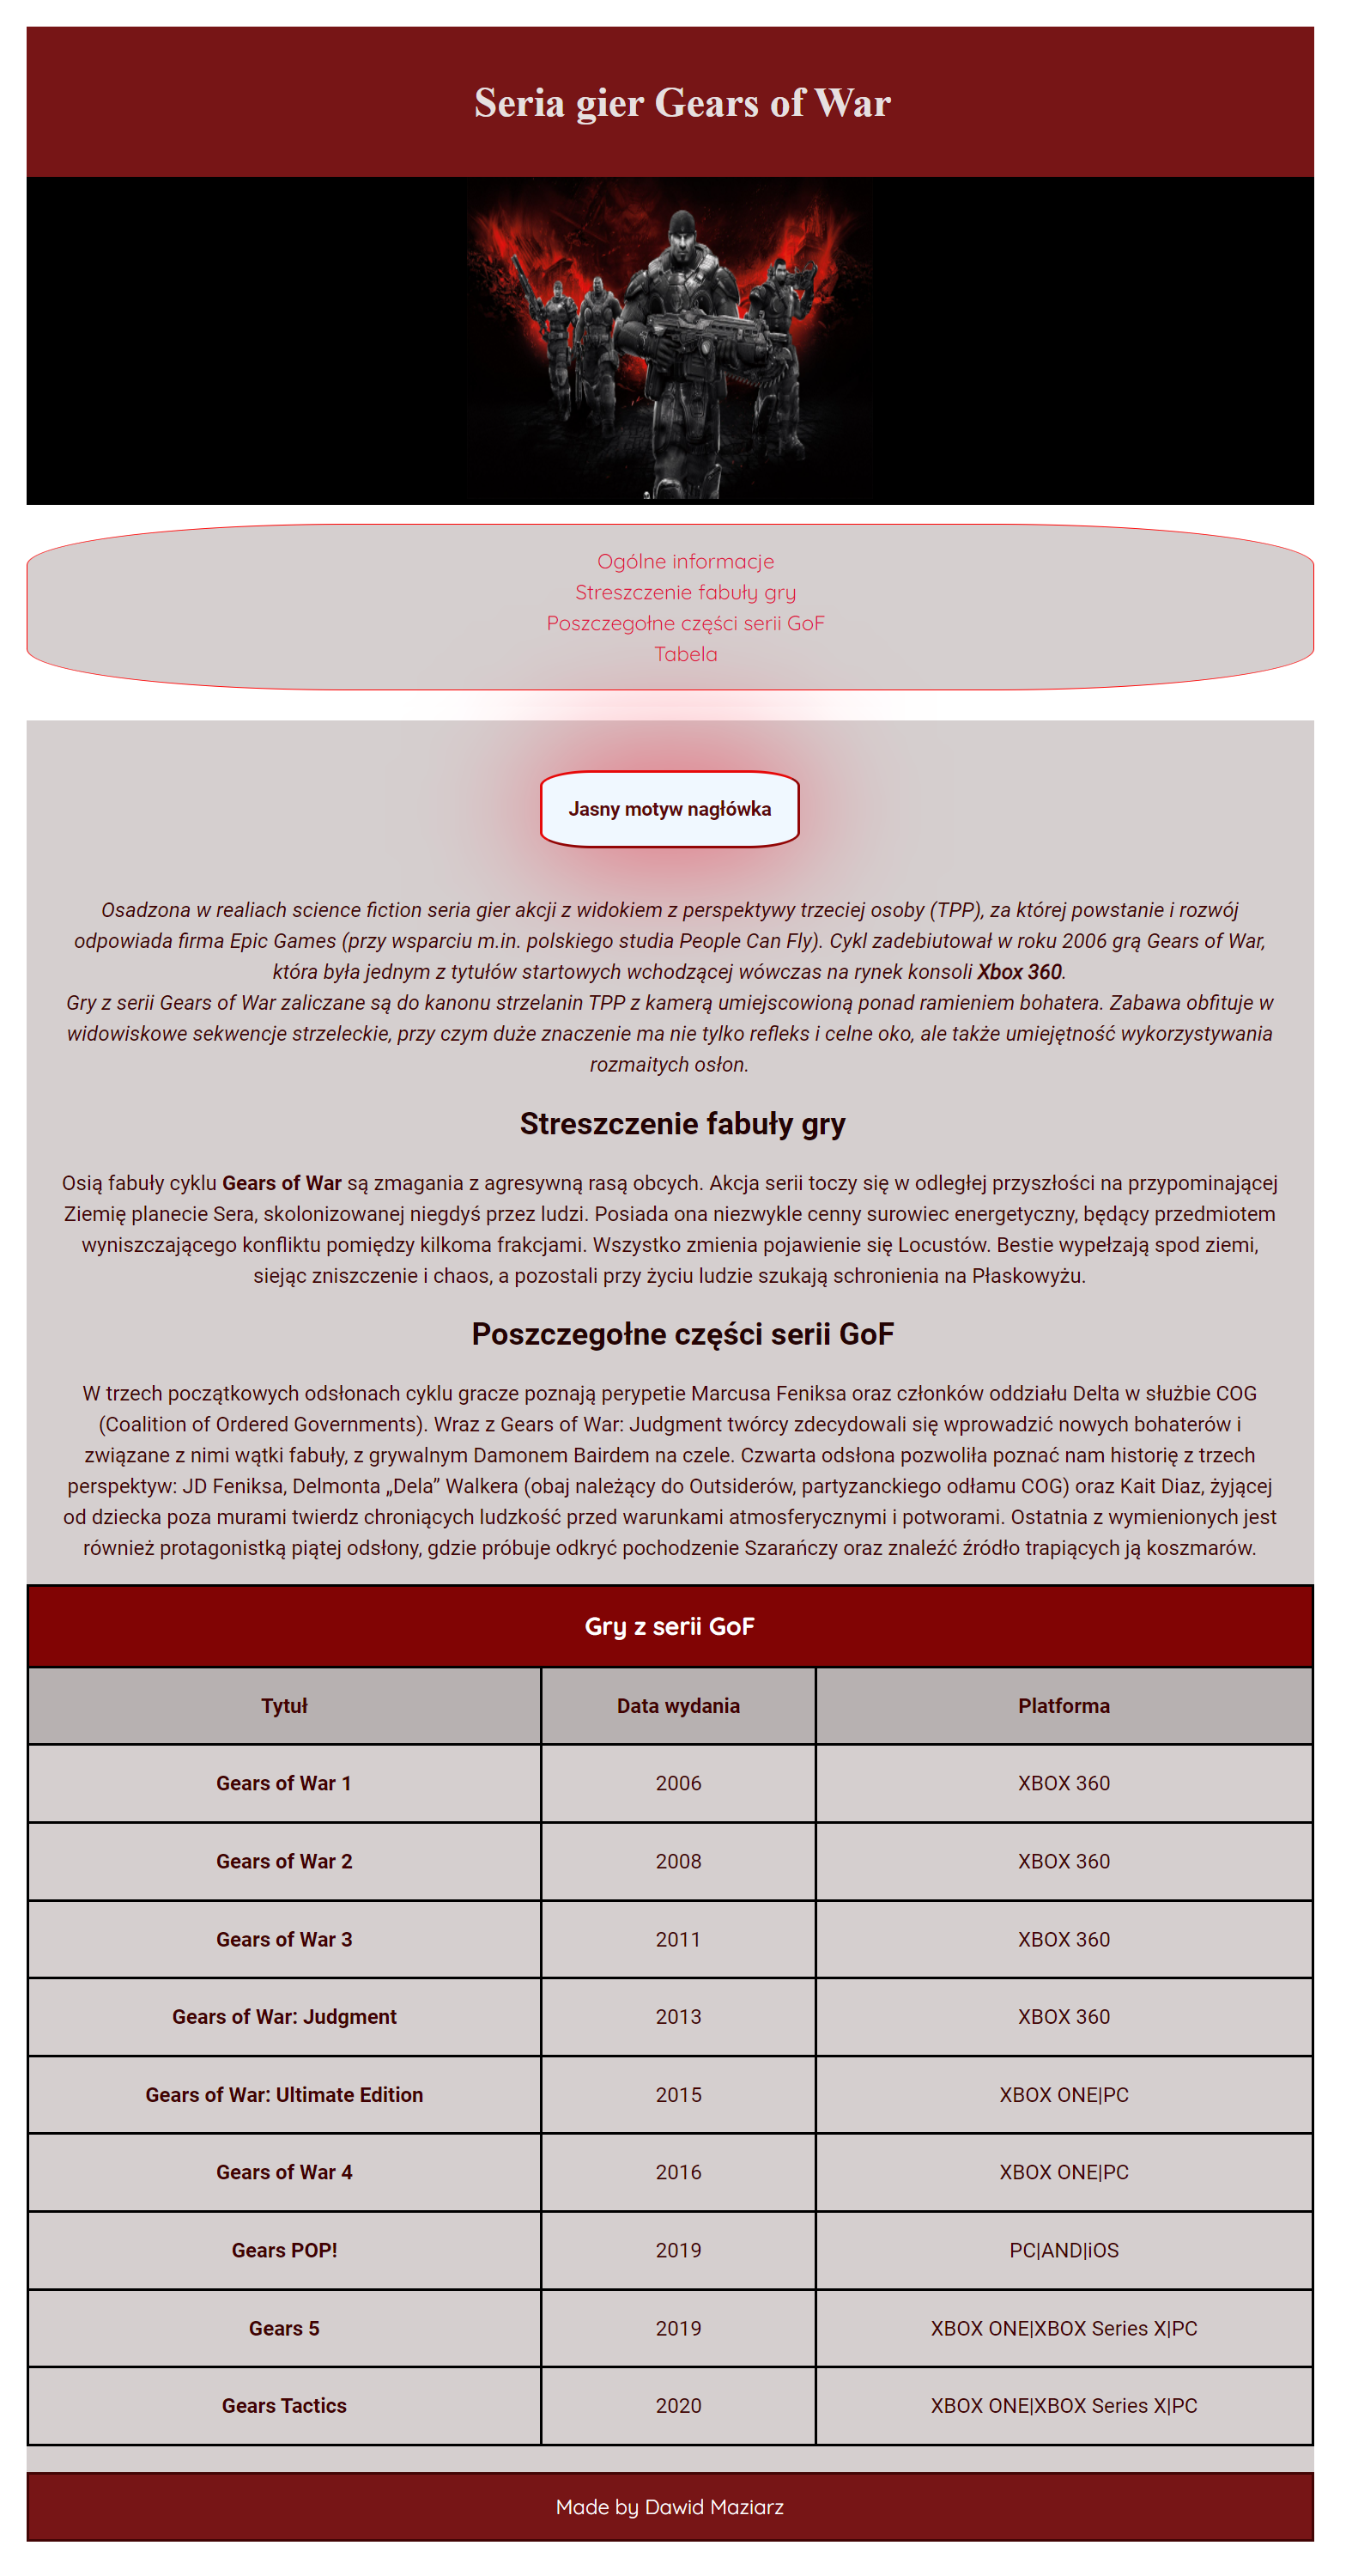 Seria gier Gears of War
Ogólne informacje
Streszczenie fabuły gry
Poszczegołne części serii GoF
Tabela
Jasny motyw nagłówka
Osadzona w realiach science fiction seria gier akcji z widokiem z perspektywy trzeciej osoby (TPP), za której powstanie i rozwój
odpowiada firma Epic Games (przy wsparciu m.in. polskiego studia People Can Fly). Cykl zadebiutował w roku 2006 grą Gears of War,
która była jednym z tytułów startowych wchodzącej wówczas na rynek konsoli Xbox 360.
Gry z serii Gears of War zaliczane są do kanonu strzelanin TPP z kamerą umiejscowioną ponad ramieniem bohatera. Zabawa obfituje w
widowiskowe sekwencje strzeleckie, przy czym duże znaczenie ma nie tylko refleks i celne oko, ale także umiejętność wykorzystywania
rozmaitych osłon.
Streszczenie fabuły gry
Osią fabuły cyklu Gears of War są zmagania z agresywną rasą obcych. Akcja serii toczy się w odległej przyszłości na przypominającej
Ziemię planecie Sera, skolonizowanej niegdyś przez ludzi. Posiada ona niezwykle cenny surowiec energetyczny, będący przedmiotem
wyniszczającego konfliktu pomiędzy kilkoma frakcjami. Wszystko zmienia pojawienie się Locustów. Bestie wypełzają spod ziemi,
siejąc zniszczenie i chaos, a pozostali przy życiu ludzie szukają schronienia na Płaskowyżu.
Poszczegołne części serii GoF
W trzech początkowych odsłonach cyklu gracze poznają perypetie Marcusa Feniksa oraz członków oddziału Delta w służbie COG
(Coalition of Ordered Governments). Wraz z Gears of War: Judgment twórcy zdecydowali się wprowadzić nowych bohaterów i
związane z nimi wątki fabuły, z grywalnym Damonem Bairdem na czele. Czwarta odsłona pozwoliła poznać nam historię z trzech
perspektyw: JD Feniksa, Delmonta „Dela” Walkera (obaj należący do Outsiderów, partyzanckiego odłamu COG) oraz Kait Diaz, żyjącej
od dziecka poza murami twierdz chroniących ludzkość przed warunkami atmosferycznymi i potworami. Ostatnia z wymienionych jest
również protagonistką piątej odsłony, gdzie próbuje odkryć pochodzenie Szarańczy oraz znaleźć źródło trapiących ją koszmarów.
Gry z serii GoF
Tytuł Data wydania Platforma
Gears of War 1 2006 XBOX 360
Gears of War 2 2008 XBOX 360
Gears of War 3 2011 XBOX 360
Gears of War: Judgment 2013 XBOX 360
Gears of War: Ultimate Edition 2015 XBOX ONE|PC
Gears of War 4 2016 XBOX ONE|PC
Gears POP! 2019 PC|AND|iOS
Gears 5 2019 XBOX ONE|XBOX Series X|PC
Gears Tactics 2020 XBOX ONE|XBOX Series X|PC
Made by Dawid Maziarz